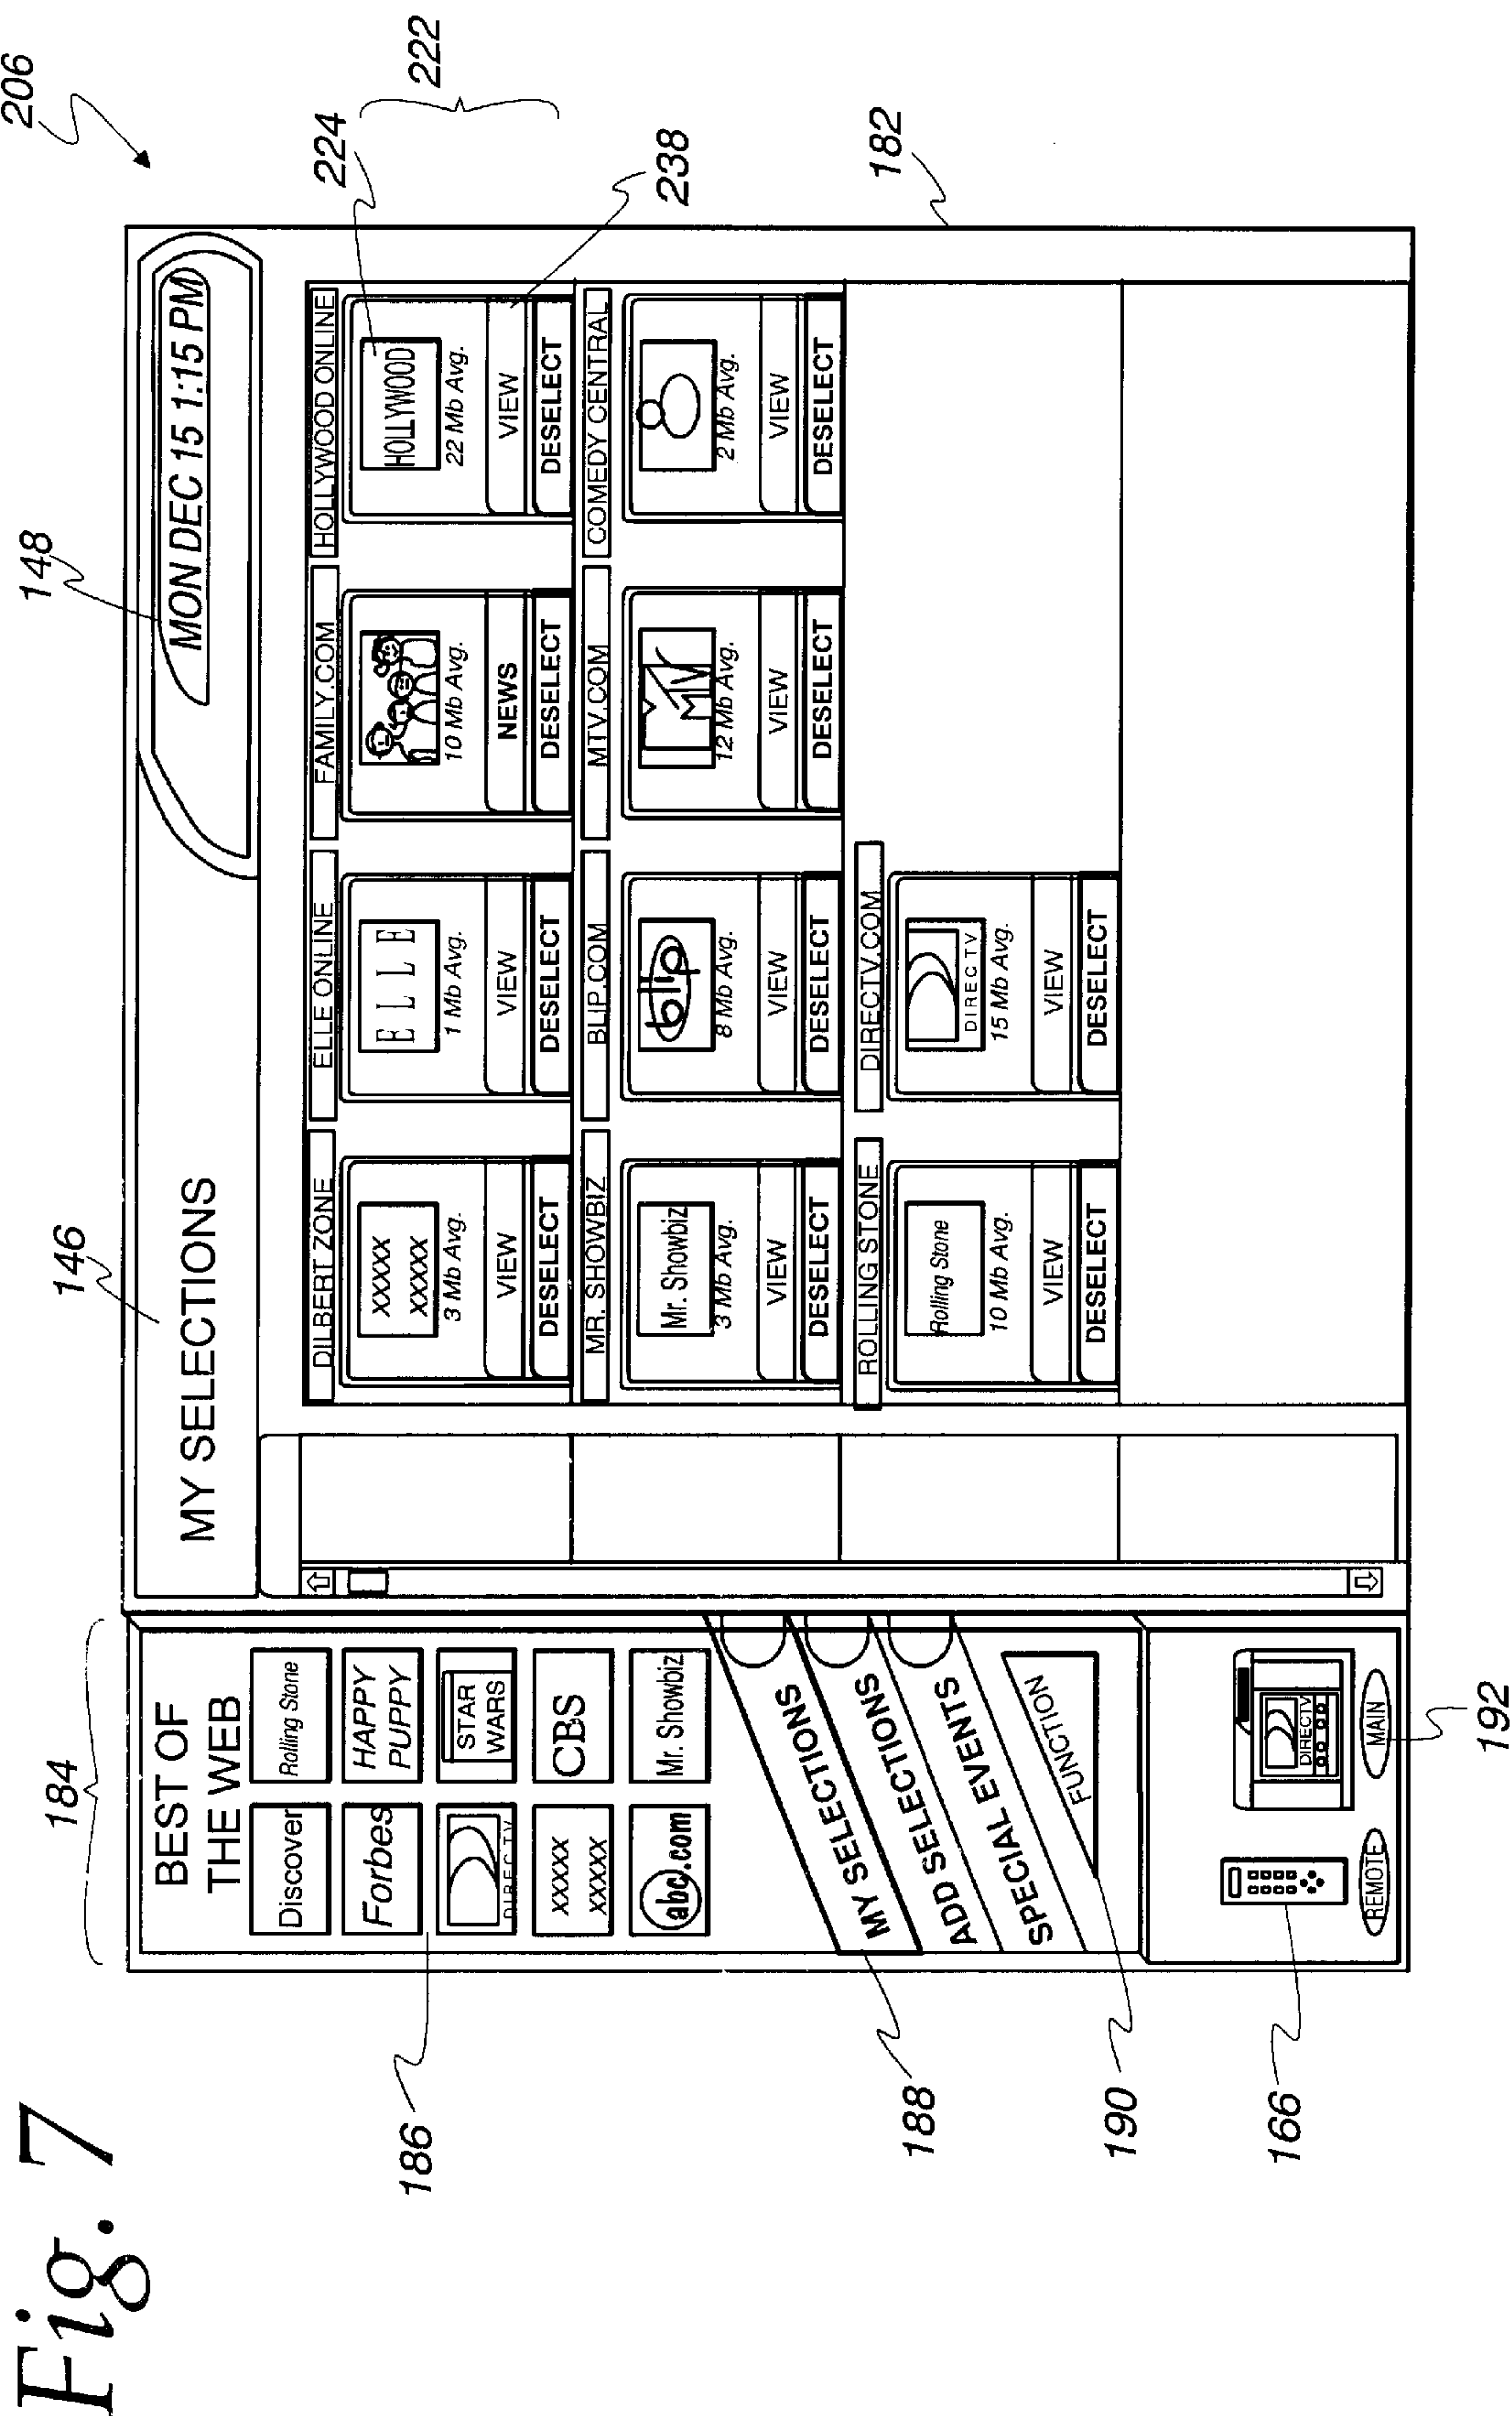 Fig. 7
206
148
146
184
222
224
238
182
MY SELECTIONS
MON DEC 15 1:15 PM
BEST OF
THE WEB
Discover
Rolling Stone
Forbes
HAPPY
PUPPY
DIRECTV
STAR
WARS
XXXXX
XXXXX
CBS
abc.com
Mr. Showbiz
MY SELECTIONS
ADD SELECTIONS
SPECIAL EVENTS
FUNCTION
DIRECTV
REMOTE
MAIN
DILBERT ZONE
ELLE ONLINE
FAMILY.COM
HOLLYWOOD ONLINE
XXXXX
XXXX
ELLE
HOLLYWOOD
3 Mb Avg.
1 Mb Avg.
10 Mb Avg.
22 Mb Avg.
VIEW
VIEW
NEWS
VIEW
DESELECT
DESELECT
DESELECT
DESELECT
MR. SHOWBIZ
BLIP.COM
MTV.COM
COMEDY CENTRAL
Mr. Showbiz
blip
MTV
3 Mb Avg.
8 Mb Avg.
12 Mb Avg.
2 Mb Avg.
VIEW
VIEW
VIEW
VIEW
DESELECT
DESELECT
DESELECT
DESELECT
ROLLING STONE
DIRECTV.COM
Rolling Stone
DIRECTV
10 Mb Avg.
15 Mb Avg.
VIEW
VIEW
DESELECT
DESELECT
186
188
190
166
192